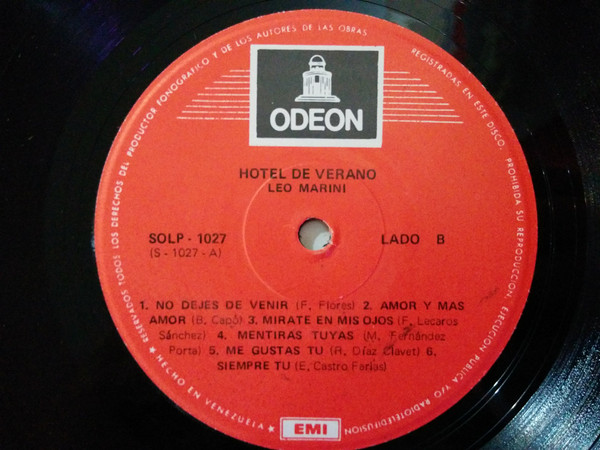 RESERVADOS TODOS LOS DERECHOS DEL PRODUCTOR FONOGRAFICO Y DE LOS AUTORES DE LAS OBRAS
REGISTRADAS EN ESTE DISCO. PROHIBIDA SU REPRODUCCION, EJECUCION PUBLICA Y/O RADIOTELEDIFUSION
ODEON
HOTEL DE VERANO
LEO MARINI
SOLP - 1027
(S - 1027 - A)
LADO B
1. NO DEJES DE VENIR (F. Flores) 2. AMOR Y MAS
AMOR (B. Capó) 3. MIRATE EN MIS OJOS (F. Lecaros
Sánchez) 4. MENTIRAS TUYAS (M. Fernández
Porta) 5. ME GUSTAS TU (R, Díaz Clavet) 6.
SIEMPRE TU (E, Castro Farías)
★ HECHO EN VENEZUELA ★
EMI